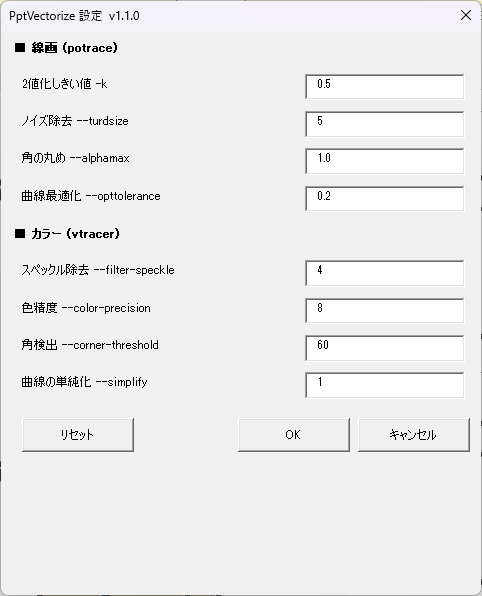 PptVectorize 設定 v1.1.0
■ 線画 (potrace)
2値化しきい値 -k 0.5
ノイズ除去 --turdsize 5
角の丸め --alphamax 1.0
曲線最適化 --opttolerance 0.2
■ カラー (vtracer)
スペックル除去 --filter-speckle 4
色精度 --color-precision 8
角検出 --corner-threshold 60
曲線の単純化 --simplify 1
リセット OK キャンセル